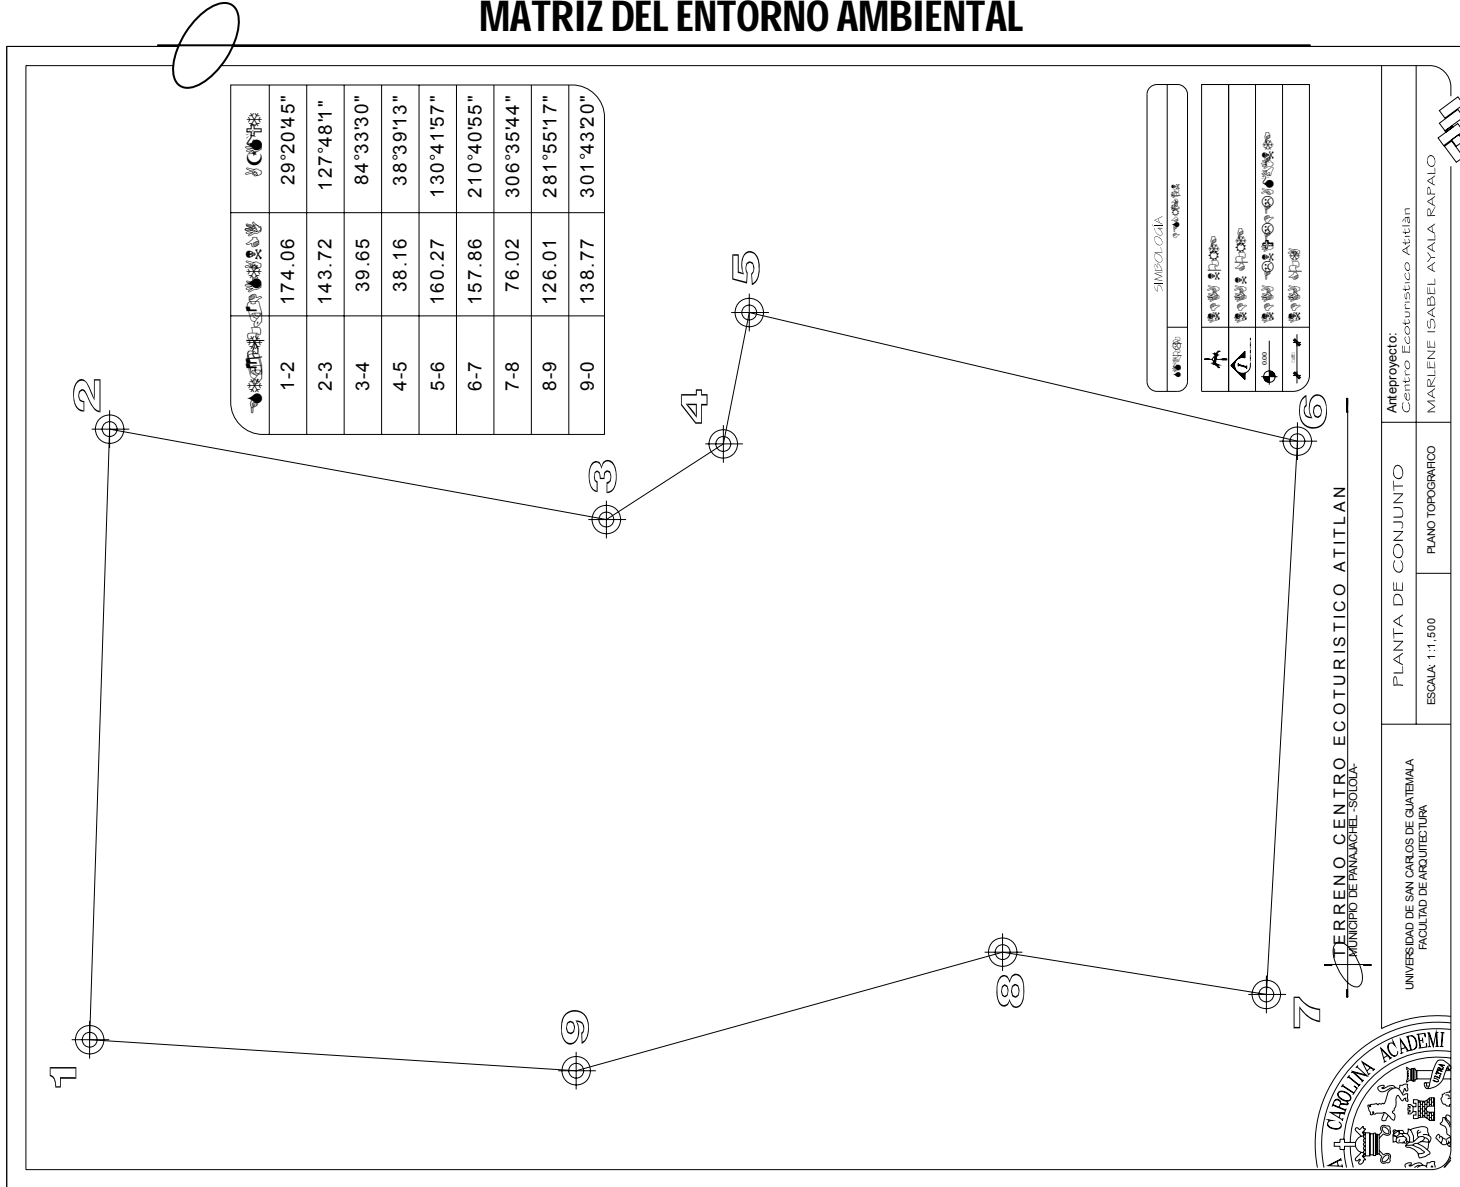 MATRIZ DEL ENTORNO AMBIENTAL
1-2 174.06 29°20'45"
2-3 143.72 127°48'1"
3-4 39.65 84°33'30"
4-5 38.16 38°39'13"
5-6 160.27 130°41'57"
6-7 157.86 210°40'55"
7-8 76.02 306°35'44"
8-9 126.01 281°55'17"
9-0 138.77 301°43'20"
1
2
3
4
5
6
7
8
9
SIMBOLOGÍA
0.00
TERRENO CENTRO ECOTURISTICO ATITLAN
MUNICIPIO DE PANAJACHEL -SOLOLA-
UNIVERSIDAD DE SAN CARLOS DE GUATEMALA
FACULTAD DE ARQUITECTURA
PLANTA DE CONJUNTO
ESCALA: 1:1,500
PLANO TOPOGRAFICO
Anteproyecto:
Centro Ecoturistico Atitlàn
MARLENE ISABEL AYALA RAPALO
CAROLINA ACADEMI
ULTRA